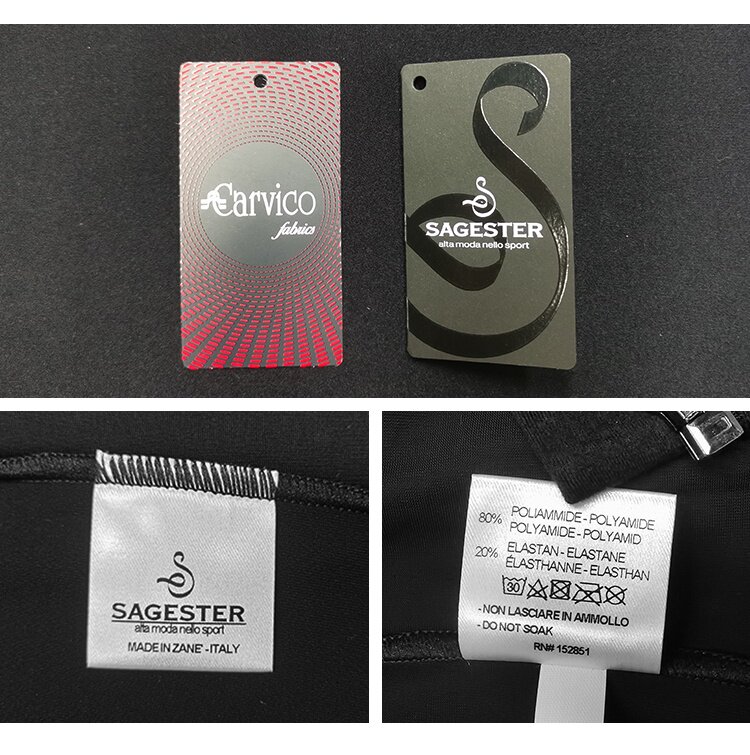 Carvico
fabrics
SAGESTER
alta moda nello sport
SAGESTER
alta moda nello sport
MADE IN ZANE' - ITALY
80% POLIAMMIDE - POLYAMIDE
POLYAMIDE - POLYAMID
20% ELASTAN - ELASTANE
ÉLASTHANNE - ELASTHAN
30
- NON LASCIARE IN AMMOLLO
- DO NOT SOAK
RN# 152851